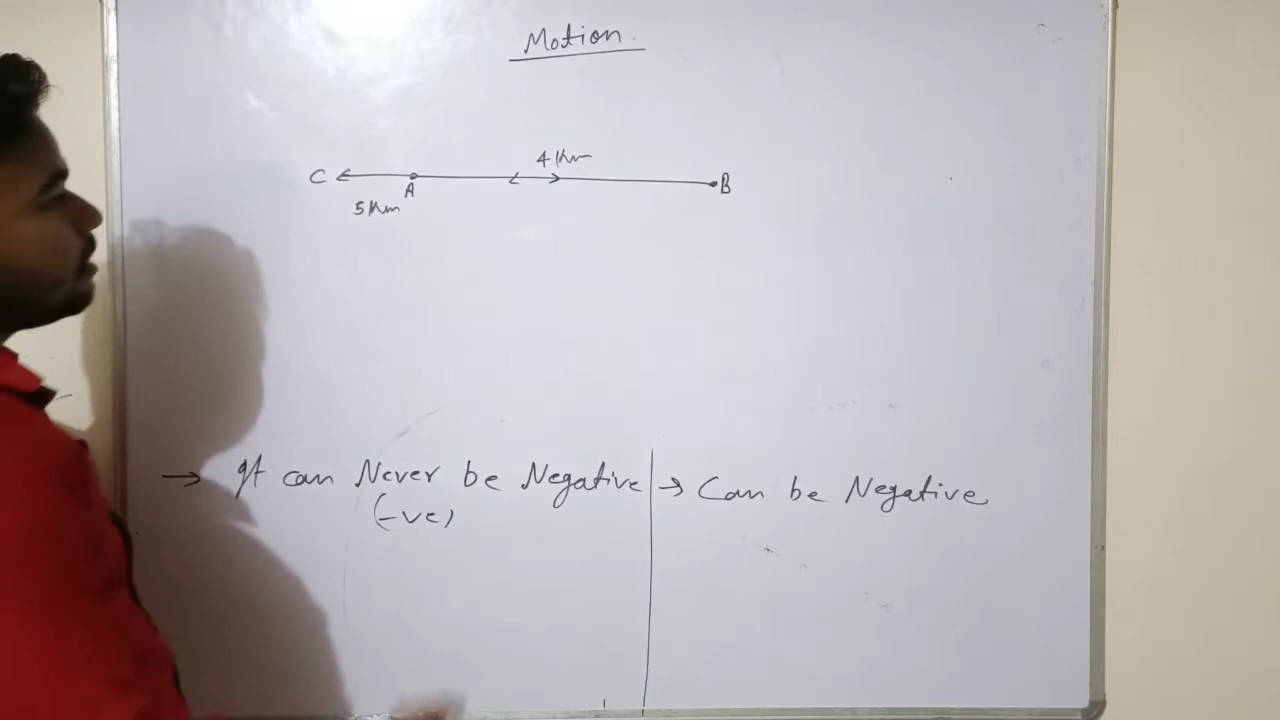 Motion.
4 Km
C A B
5 Km
→ It can Never be Negative
(-ve)
→ Can be Negative